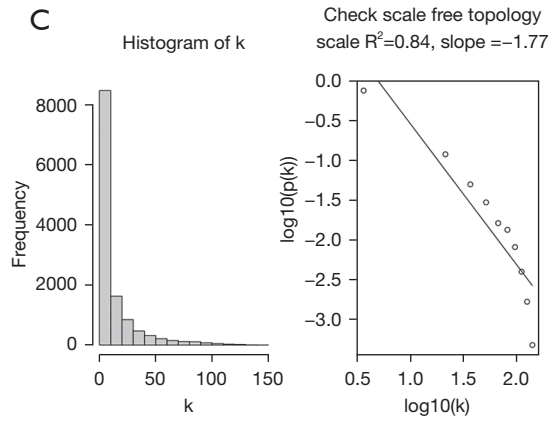 C
Histogram of k
Frequency
8000
6000
4000
2000
0
0 50 100 150
k
Check scale free topology
scale R²=0.84, slope =−1.77
log10(p(k))
0.0
−0.5
−1.0
−1.5
−2.0
−2.5
−3.0
0.5 1.0 1.5 2.0
log10(k)